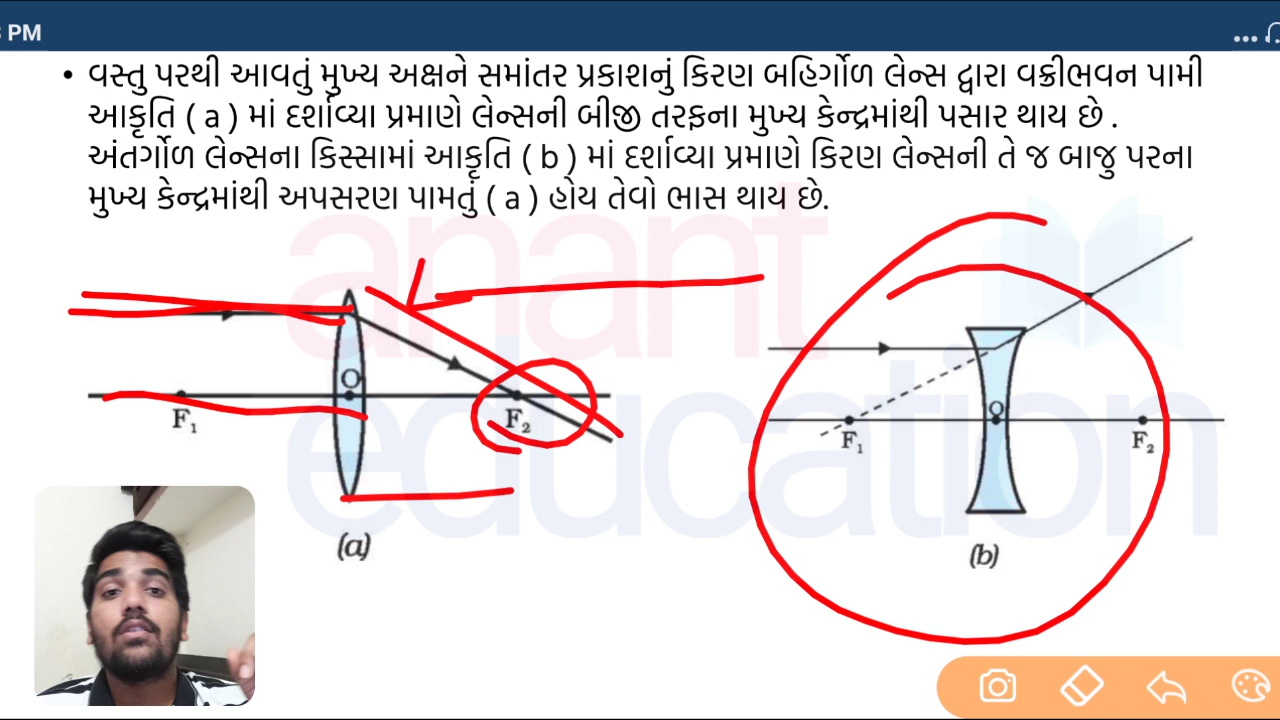 3 PM
• વસ્તુ પરથી આવતું મુખ્ય અક્ષને સમાંતર પ્રકાશનું કિરણ બહિર્ગોળ લેન્સ દ્વારા વક્રીભવન પામી
આકૃતિ ( a ) માં દર્શાવ્યા પ્રમાણે લેન્સની બીજી તરફના મુખ્ય કેન્દ્રમાંથી પસાર થાય છે .
અંતર્ગોળ લેન્સના કિસ્સામાં આકૃતિ ( b ) માં દર્શાવ્યા પ્રમાણે કિરણ લેન્સની તે જ બાજુ પરના
મુખ્ય કેન્દ્રમાંથી અપસરણ પામતું ( a ) હોય તેવો ભાસ થાય છે.
anant
education
O
F₁
F₂
(a)
O
F₁
F₂
(b)